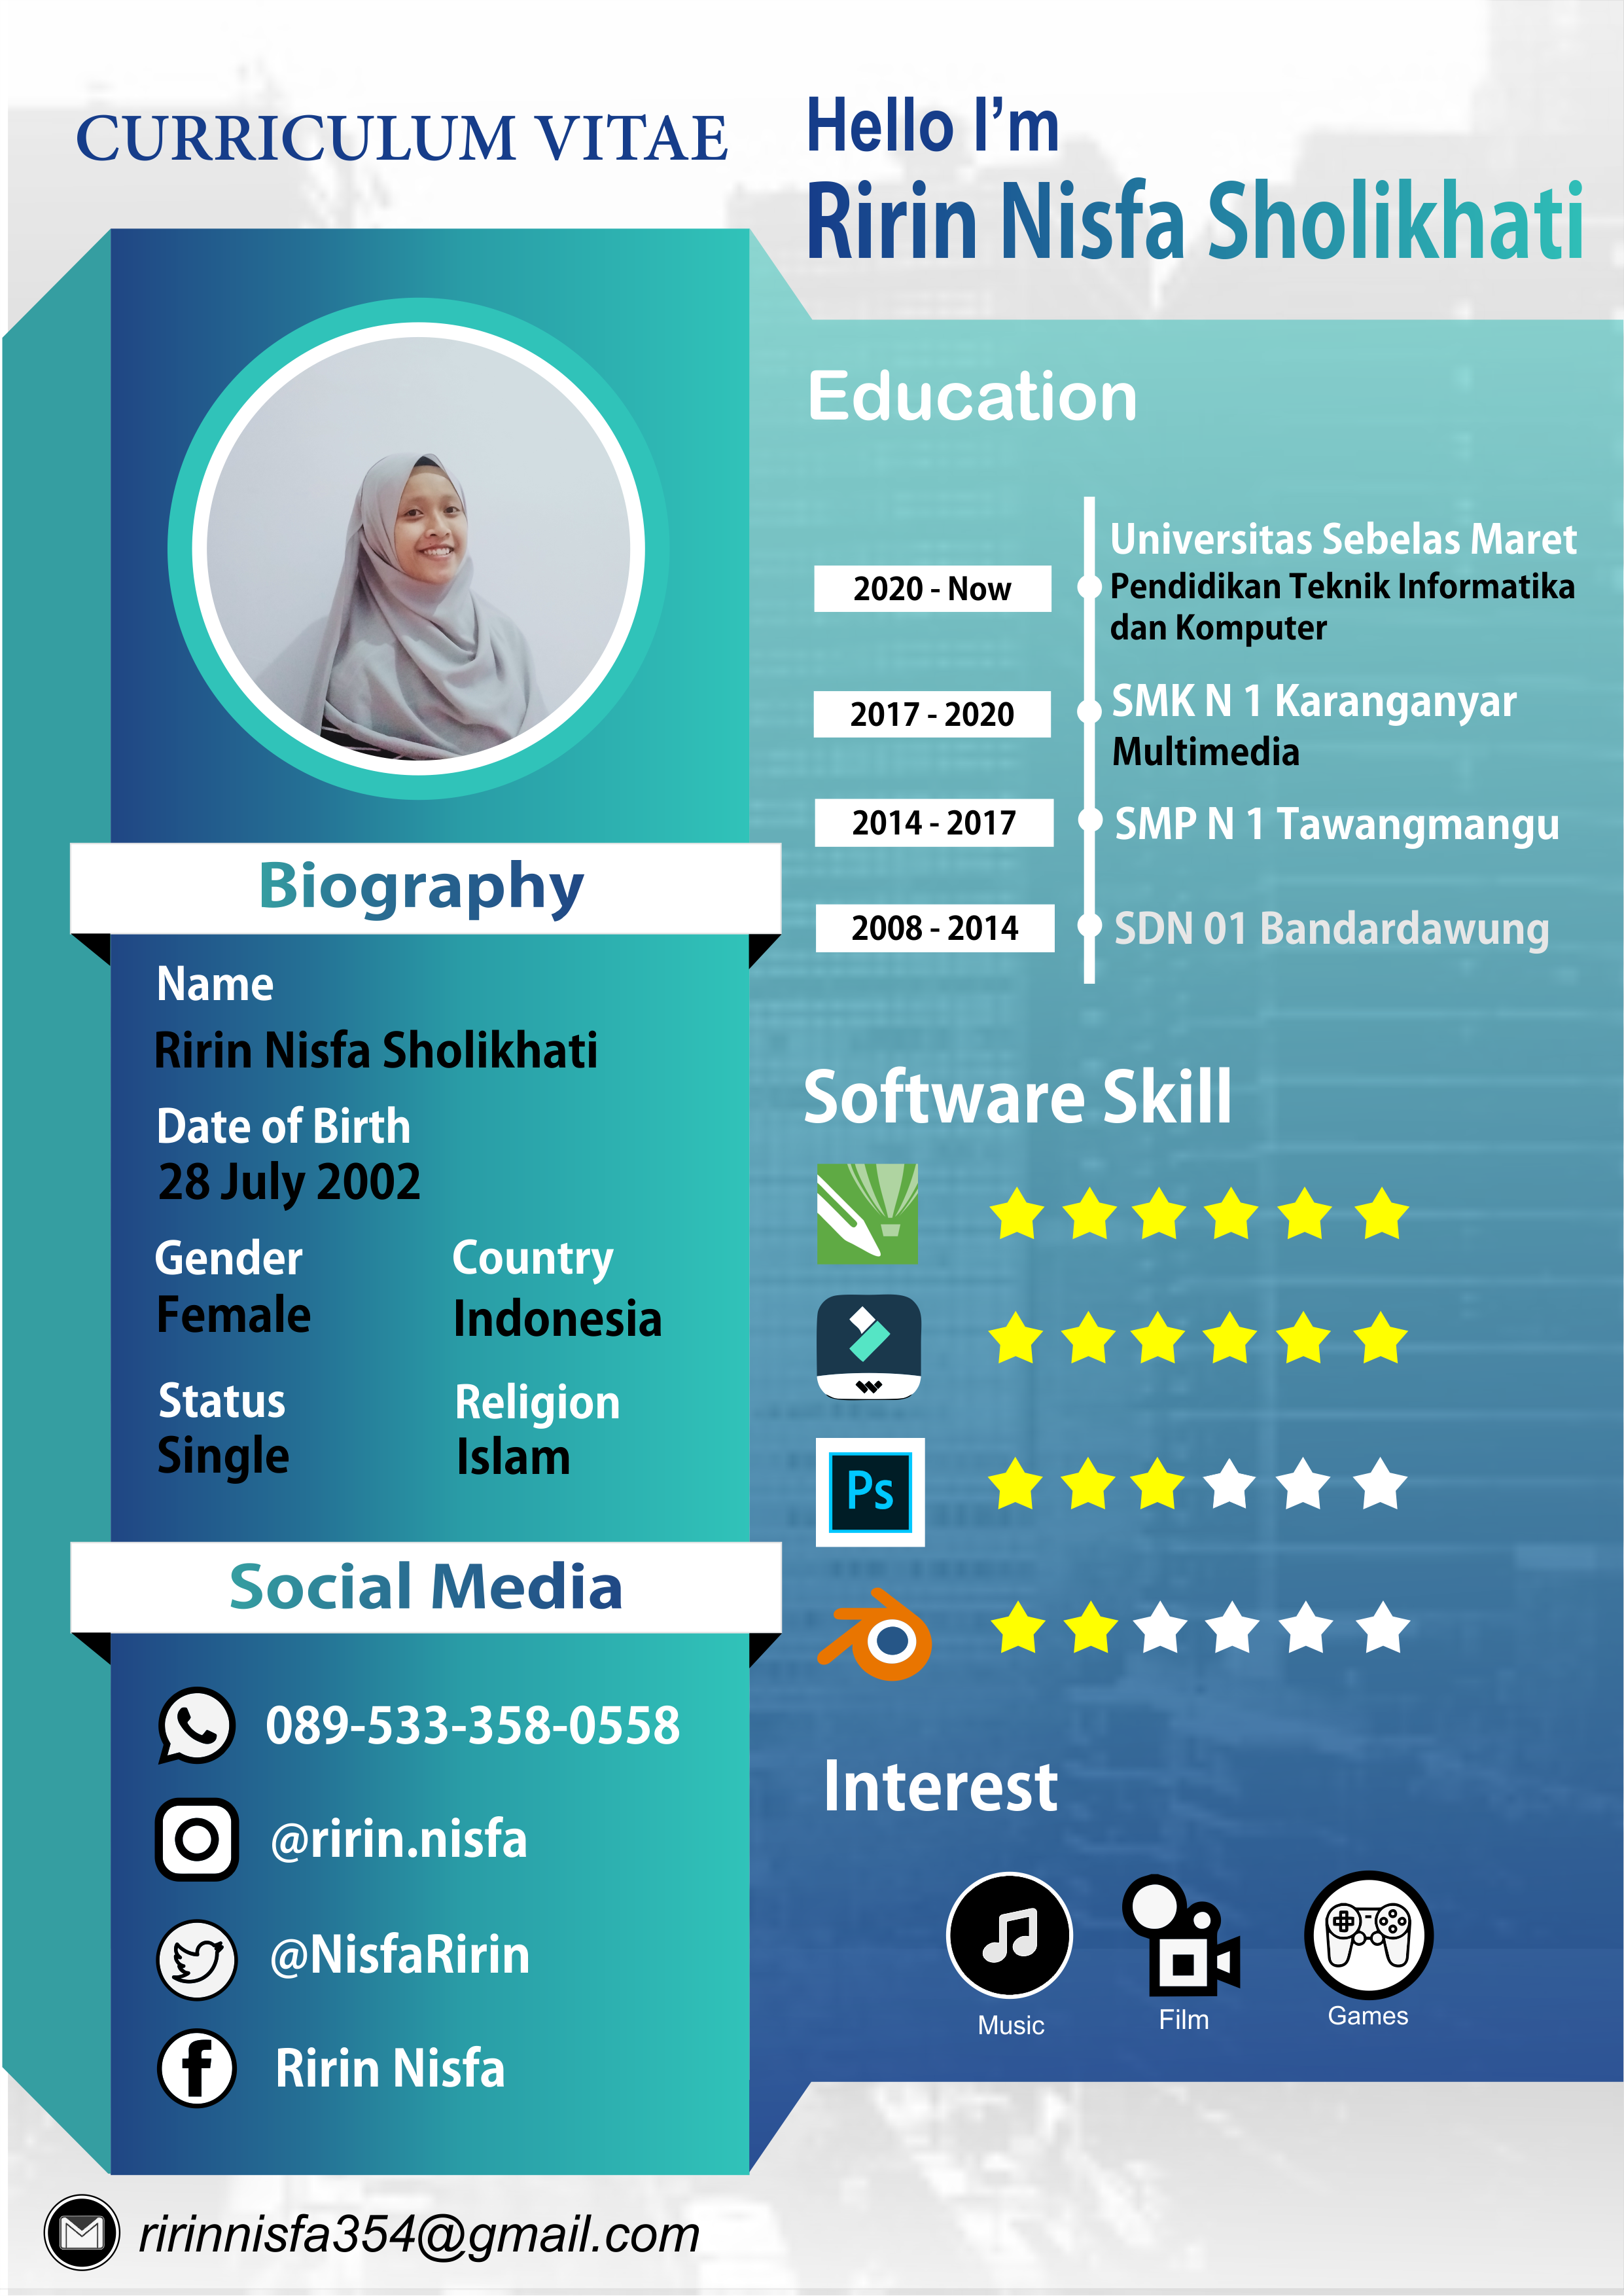 CURRICULUM VITAE
Hello I’m
Ririn Nisfa Sholikhati
Biography
Name
Ririn Nisfa Sholikhati
Date of Birth
28 July 2002
Gender
Female
Country
Indonesia
Status
Single
Religion
Islam
Social Media
089-533-358-0558
@ririn.nisfa
@NisfaRirin
Ririn Nisfa
ririnnisfa354@gmail.com
Education
2020 - Now
Universitas Sebelas Maret
Pendidikan Teknik Informatika
dan Komputer
2017 - 2020
SMK N 1 Karanganyar
Multimedia
2014 - 2017
SMP N 1 Tawangmangu
2008 - 2014
SDN 01 Bandardawung
Software Skill
Ps
Interest
Music
Film
Games